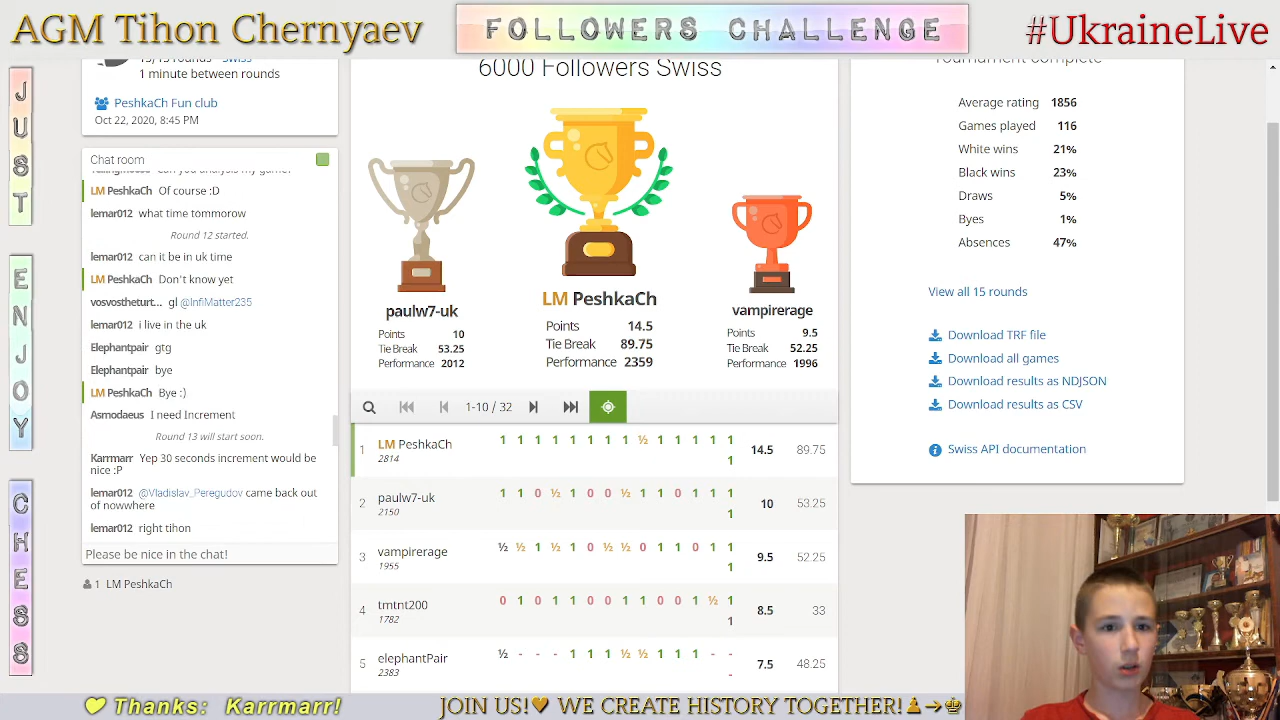 AGM Tihon Chernyaev
FOLLOWERS CHALLENGE
#UkraineLive
JUST
ENJOY
CHESS
1 minute between rounds
PeshkaCh Fun club
Oct 22, 2020, 8:45 PM
Chat room
LM PeshkaCh Of course :D
lemar012 what time tommorow
Round 12 started.
lemar012 can it be in uk time
LM PeshkaCh Don't know yet
vosvostheturt... gl @InfiMatter235
lemar012 i live in the uk
Elephantpair gtg
Elephantpair bye
LM PeshkaCh Bye :)
Asmodaeus I need Increment
Round 13 will start soon.
Karrmarr Yep 30 seconds increment would be
nice :P
lemar012 @Vladislav_Peregudov came back out
of nowwhere
lemar012 right tihon
Please be nice in the chat!
1 LM PeshkaCh
6000 Followers Swiss
paulw7-uk
Points 10
Tie Break 53.25
Performance 2012
LM PeshkaCh
Points 14.5
Tie Break 89.75
Performance 2359
vampirerage
Points 9.5
Tie Break 52.25
Performance 1996
1-10 / 32
1 LM PeshkaCh 2814 1 1 1 1 1 1 1 1 ½ 1 1 1 1 1 1 14.5 89.75
2 paulw7-uk 2150 1 1 0 ½ 1 0 0 ½ 1 1 0 1 1 1 1 10 53.25
3 vampirerage 1955 ½ ½ 1 ½ 1 0 ½ ½ 0 1 1 0 1 1 1 9.5 52.25
4 tmtnt200 1782 0 1 0 1 1 0 0 1 1 0 0 1 ½ 1 1 8.5 33
5 elephantPair 2383 ½ - - - 1 1 1 ½ ½ 1 1 1 - - - 7.5 48.25
Tournament complete
Average rating 1856
Games played 116
White wins 21%
Black wins 23%
Draws 5%
Byes 1%
Absences 47%
View all 15 rounds
Download TRF file
Download all games
Download results as NDJSON
Download results as CSV
Swiss API documentation
Thanks: Karrmarr!
JOIN US! WE CREATE HISTORY TOGETHER!